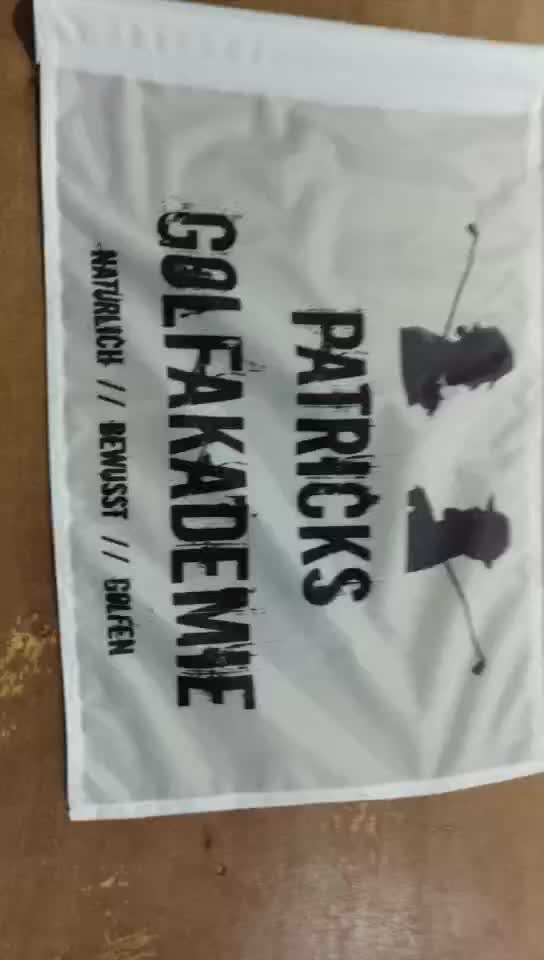 PATRICKS
GOLFAKADEMIE
NATÜRLICH // BEWUSST // GOLFEN